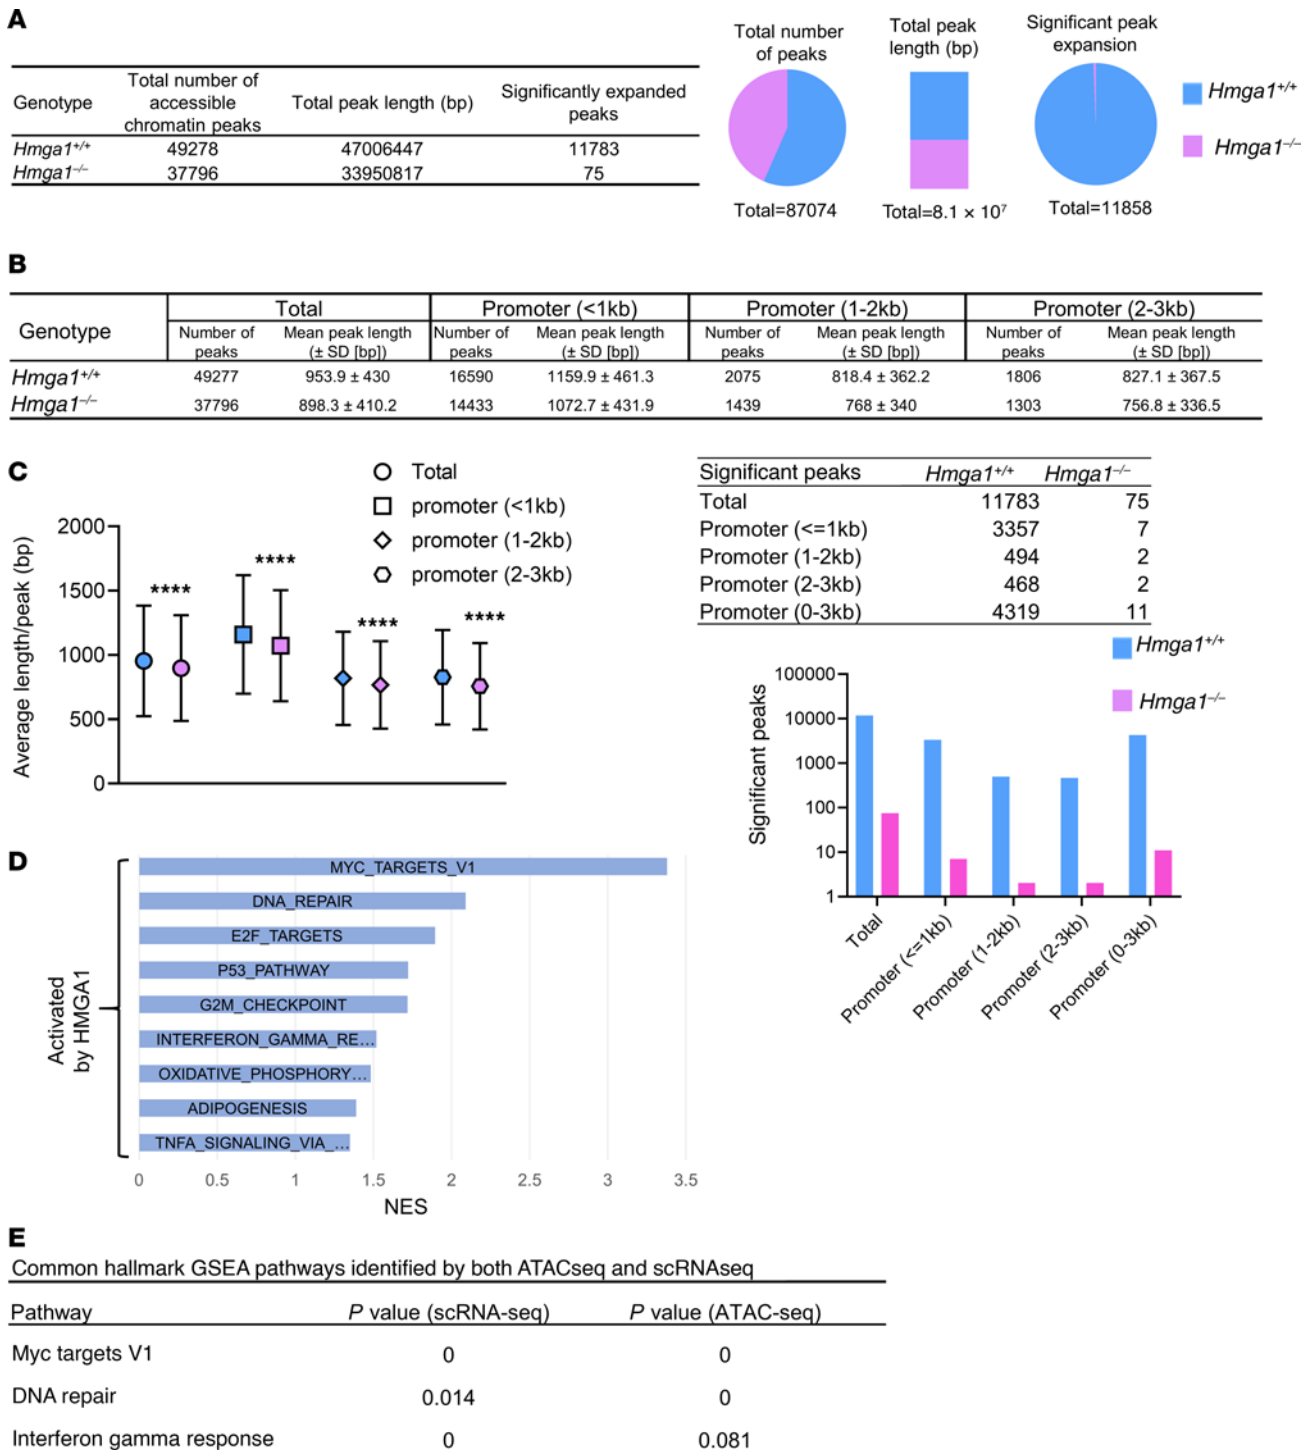 A
Genotype	Total number of accessible chromatin peaks	Total peak length (bp)	Significantly expanded peaks
Hmga1+/+	49278	47006447	11783
Hmga1–/–	37796	33950817	75
Total number
of peaks
Total=87074
Total peak
length (bp)
Total=8.1 × 10⁷
Significant peak
expansion
Total=11858
Hmga1+/+
Hmga1–/–
B
Genotype	Total	Promoter (<1kb)	Promoter (1-2kb)	Promoter (2-3kb)
Number of peaks	Mean peak length (± SD [bp])	Number of peaks	Mean peak length (± SD [bp])	Number of peaks	Mean peak length (± SD [bp])	Number of peaks	Mean peak length (± SD [bp])
Hmga1+/+	49277	953.9 ± 430	16590	1159.9 ± 461.3	2075	818.4 ± 362.2	1806	827.1 ± 367.5
Hmga1–/–	37796	898.3 ± 410.2	14433	1072.7 ± 431.9	1439	768 ± 340	1303	756.8 ± 336.5
C
Total
promoter (<1kb)
promoter (1-2kb)
promoter (2-3kb)
Average length/peak (bp)
2000
1500
1000
500
0
****
****
****
****
Significant peaks	Hmga1+/+	Hmga1–/–
Total	11783	75
Promoter (<=1kb)	3357	7
Promoter (1-2kb)	494	2
Promoter (2-3kb)	468	2
Promoter (0-3kb)	4319	11
Hmga1+/+
Hmga1–/–
Significant peaks
100000
10000
1000
100
10
1
Total
Promoter (<=1kb)
Promoter (1-2kb)
Promoter (2-3kb)
Promoter (0-3kb)
D
Activated
by HMGA1
MYC_TARGETS_V1
DNA_REPAIR
E2F_TARGETS
P53_PATHWAY
G2M_CHECKPOINT
INTERFERON_GAMMA_RE...
OXIDATIVE_PHOSPHORY...
ADIPOGENESIS
TNFA_SIGNALING_VIA_...
0	0.5	1	1.5	2	2.5	3	3.5
NES
E
Common hallmark GSEA pathways identified by both ATACseq and scRNAseq
Pathway	P value (scRNA-seq)	P value (ATAC-seq)
Myc targets V1	0	0
DNA repair	0.014	0
Interferon gamma response	0	0.081